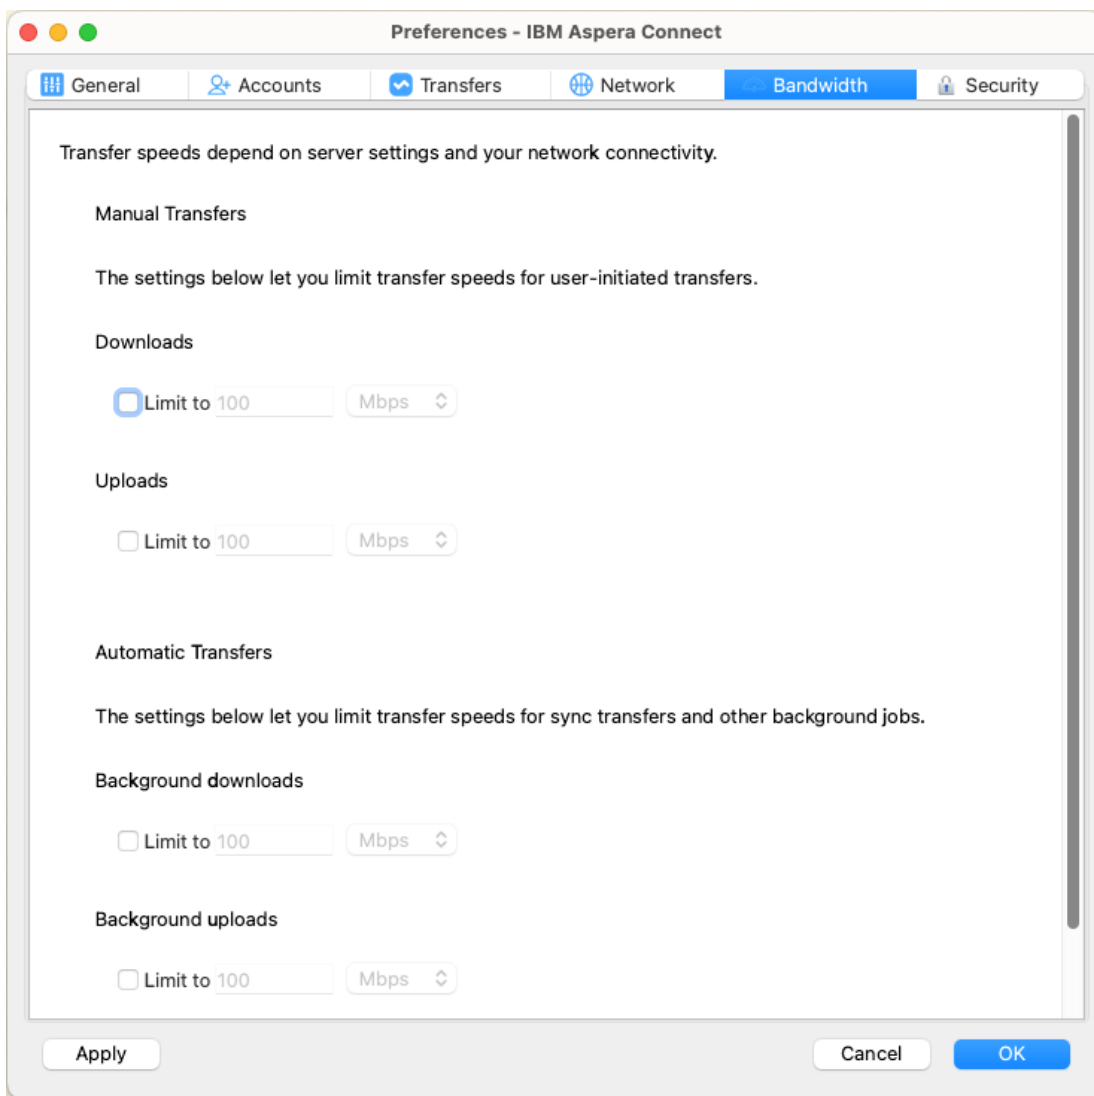 Preferences - IBM Aspera Connect
General Accounts Transfers Network Bandwidth Security
Transfer speeds depend on server settings and your network connectivity.
Manual Transfers
The settings below let you limit transfer speeds for user-initiated transfers.
Downloads
Limit to 100 Mbps
Uploads
Limit to 100 Mbps
Automatic Transfers
The settings below let you limit transfer speeds for sync transfers and other background jobs.
Background downloads
Limit to 100 Mbps
Background uploads
Limit to 100 Mbps
Apply Cancel OK